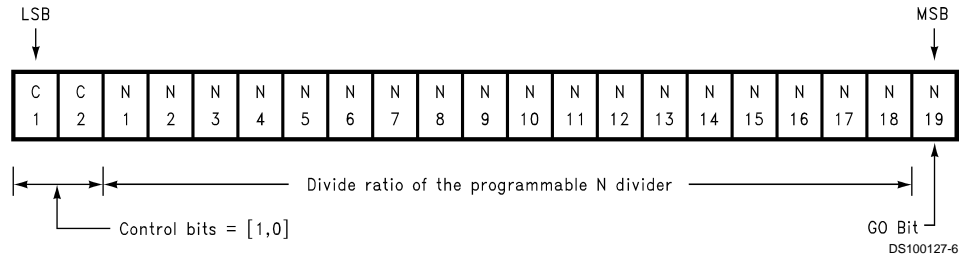 LSB MSB
C C N N N N N N N N N N N N N N N N N N N
1 2 1 2 3 4 5 6 7 8 9 10 11 12 13 14 15 16 17 18 19
Divide ratio of the programmable N divider
Control bits = [1,0] GO Bit
DS100127-6